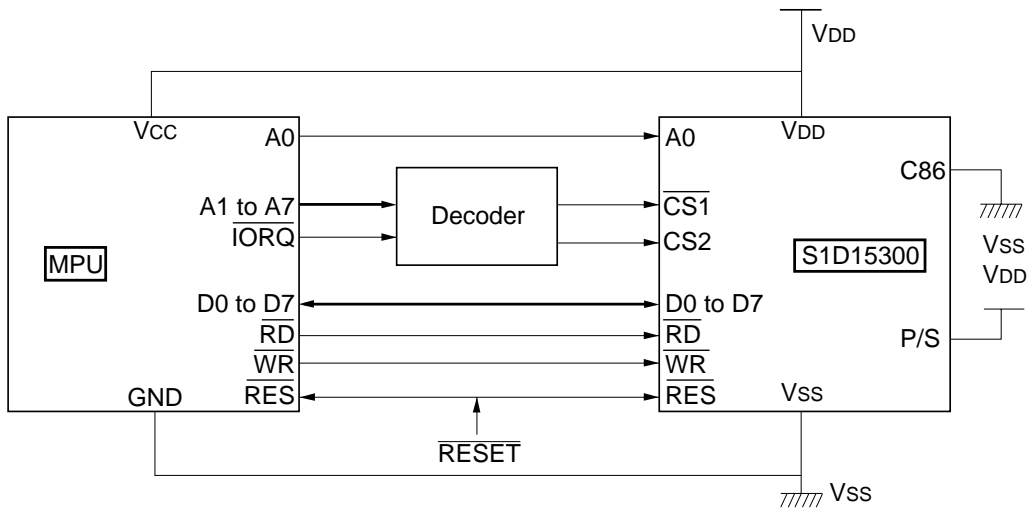 VDD
VCC
VDD
A0
A0
C86
A1 to A7
Decoder
CS1
IORQ
CS2
VSS
MPU
S1D15300
VDD
D0 to D7
D0 to D7
RD
RD
P/S
WR
WR
GND
RES
RES
VSS
RESET
VSS